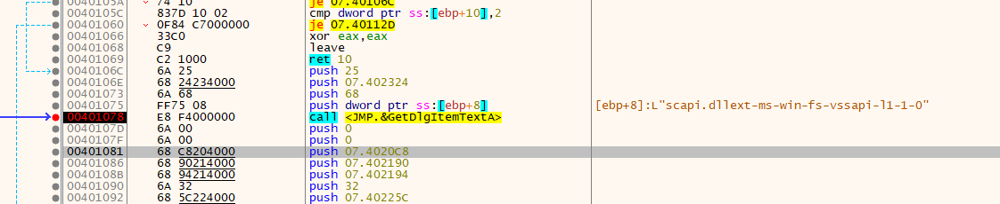 0040105A 74 10 je 07.40106C
0040105C 837D 10 02 cmp dword ptr ss:[ebp+10],2
00401060 0F84 C7000000 je 07.40112D
00401066 33C0 xor eax,eax
00401068 C9 leave
00401069 C2 1000 ret 10
0040106C 6A 25 push 25
0040106E 68 24234000 push 07.402324
00401073 6A 68 push 68
00401075 FF75 08 push dword ptr ss:[ebp+8] [ebp+8]:L"scapi.dllext-ms-win-fs-vssapi-l1-1-0"
00401078 E8 F4000000 call <JMP.&GetDlgItemTextA>
0040107D 6A 00 push 0
0040107F 6A 00 push 0
00401081 68 C8204000 push 07.4020C8
00401086 68 90214000 push 07.402190
0040108B 68 94214000 push 07.402194
00401090 6A 32 push 32
00401092 68 5C224000 push 07.40225C